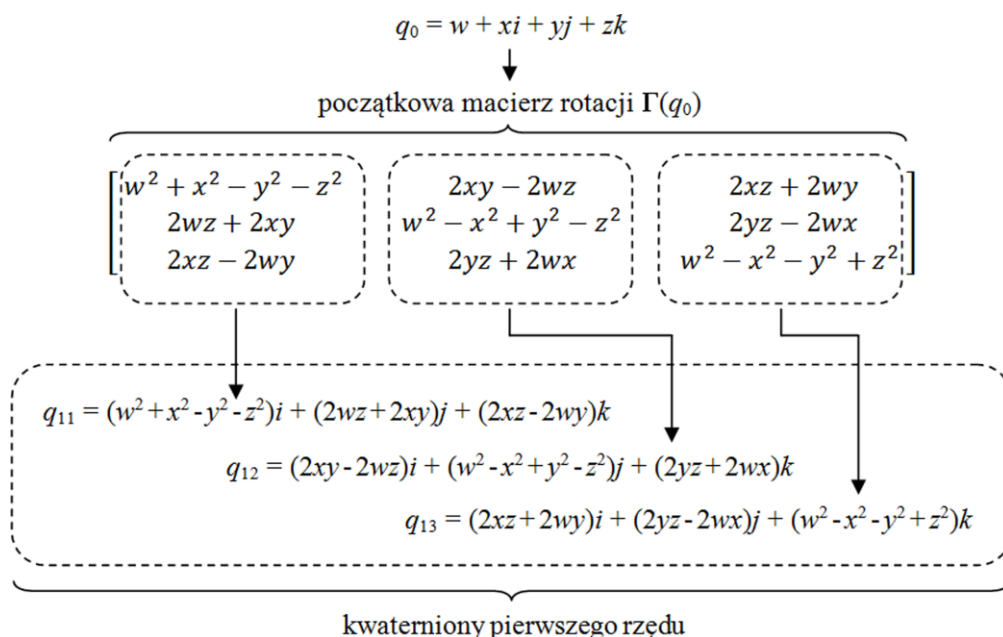 q₀ = w + xi + yj + zk
początkowa macierz rotacji Γ(q₀)
w² + x² − y² − z² 2xy − 2wz 2xz + 2wy
2wz + 2xy w² − x² + y² − z² 2yz − 2wx
2xz − 2wy 2yz + 2wx w² − x² − y² + z²
q₁₁ = (w²+x²-y²-z²)i + (2wz+2xy)j + (2xz-2wy)k
q₁₂ = (2xy-2wz)i + (w²-x²+y²-z²)j + (2yz+2wx)k
q₁₃ = (2xz+2wy)i + (2yz-2wx)j + (w²-x²-y²+z²)k
kwaterniony pierwszego rzędu